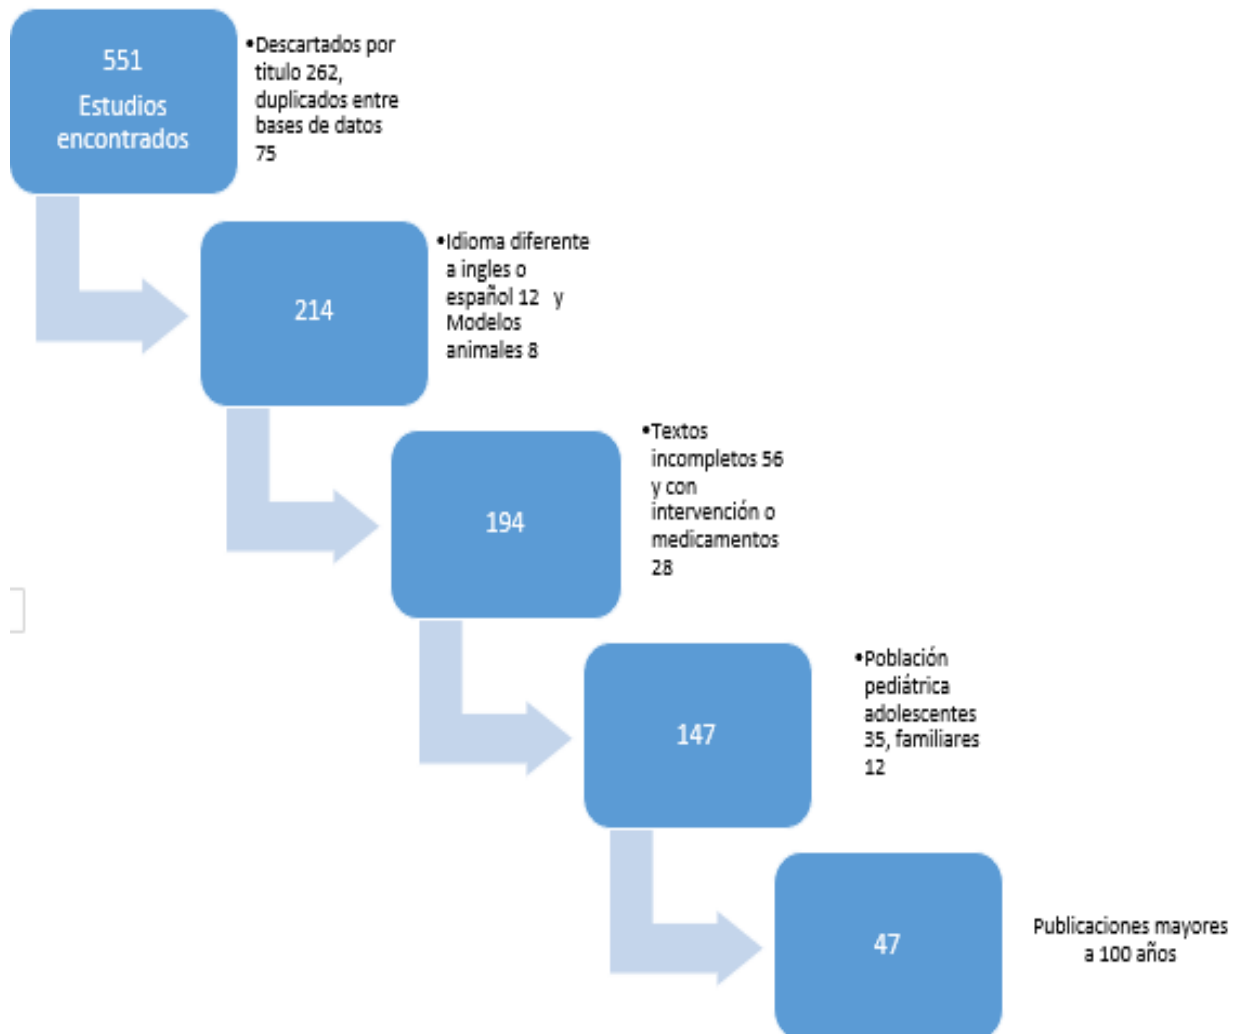 551
Estudios
encontrados
•Descartados por
titulo 262,
duplicados entre
bases de datos
75
214
•Idioma diferente
a ingles o
español 12 y
Modelos
animales 8
194
•Textos
incompletos 56
y con
intervención o
medicamentos
28
147
•Población
pediátrica
adolescentes
35, familiares
12
47
Publicaciones mayores
a 100 años